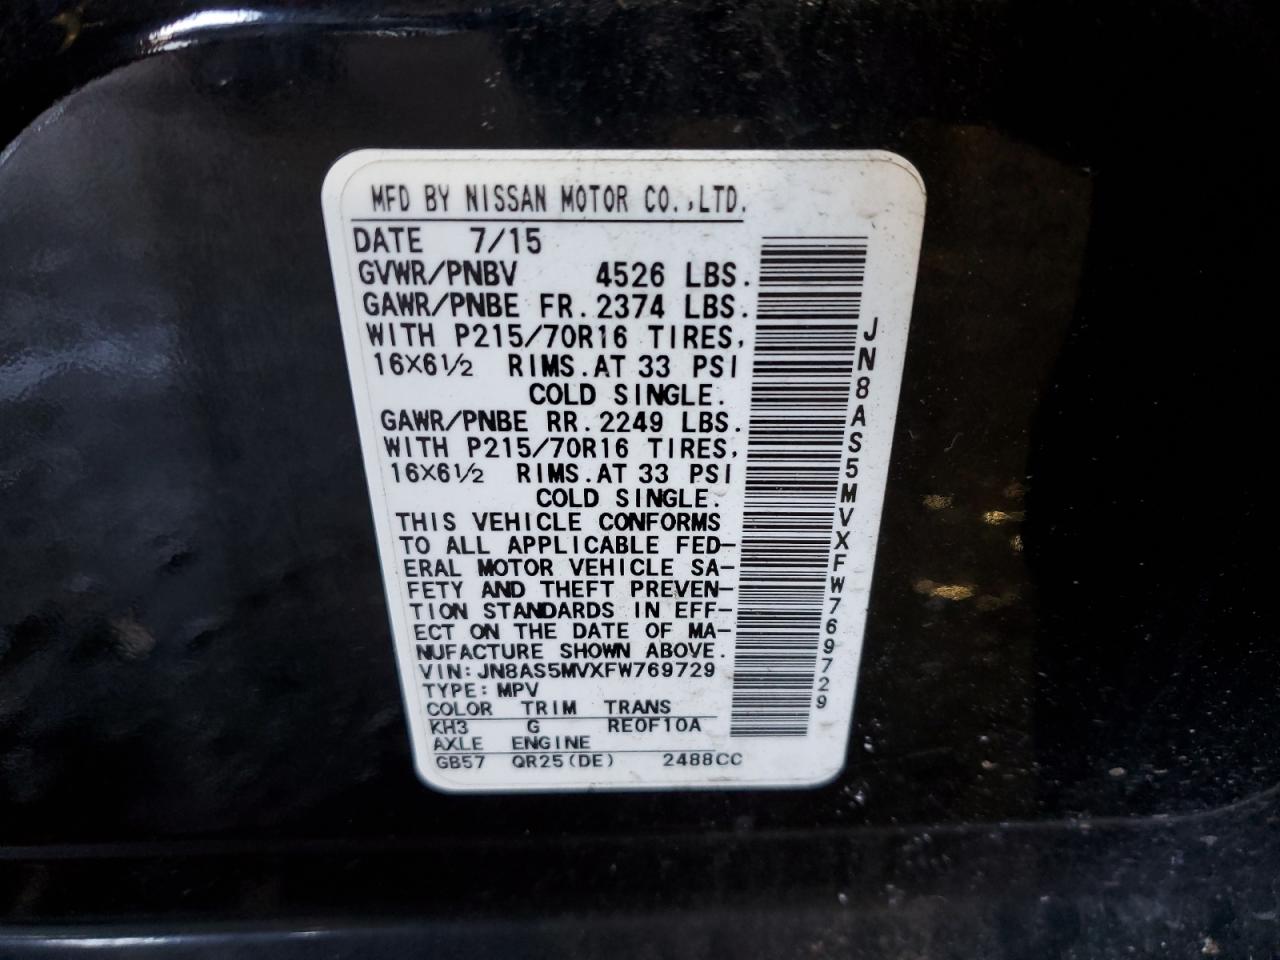 MFD BY NISSAN MOTOR CO.,LTD.
DATE 7/15
GVWR/PNBV 4526 LBS.
GAWR/PNBE FR.2374 LBS.
WITH P215/70R16 TIRES,
16X6½ RIMS.AT 33 PSI
COLD SINGLE.
GAWR/PNBE RR.2249 LBS.
WITH P215/70R16 TIRES,
16X6½ RIMS.AT 33 PSI
COLD SINGLE.
THIS VEHICLE CONFORMS
TO ALL APPLICABLE FED-
ERAL MOTOR VEHICLE SA-
FETY AND THEFT PREVEN-
TION STANDARDS IN EFF-
ECT ON THE DATE OF MA-
NUFACTURE SHOWN ABOVE.
VIN:JN8AS5MVXFW769729
TYPE:MPV
COLOR TRIM TRANS
KH3 G RE0F10A
AXLE ENGINE
GB57 QR25(DE) 2488CC
JN8AS5MVXFW769729